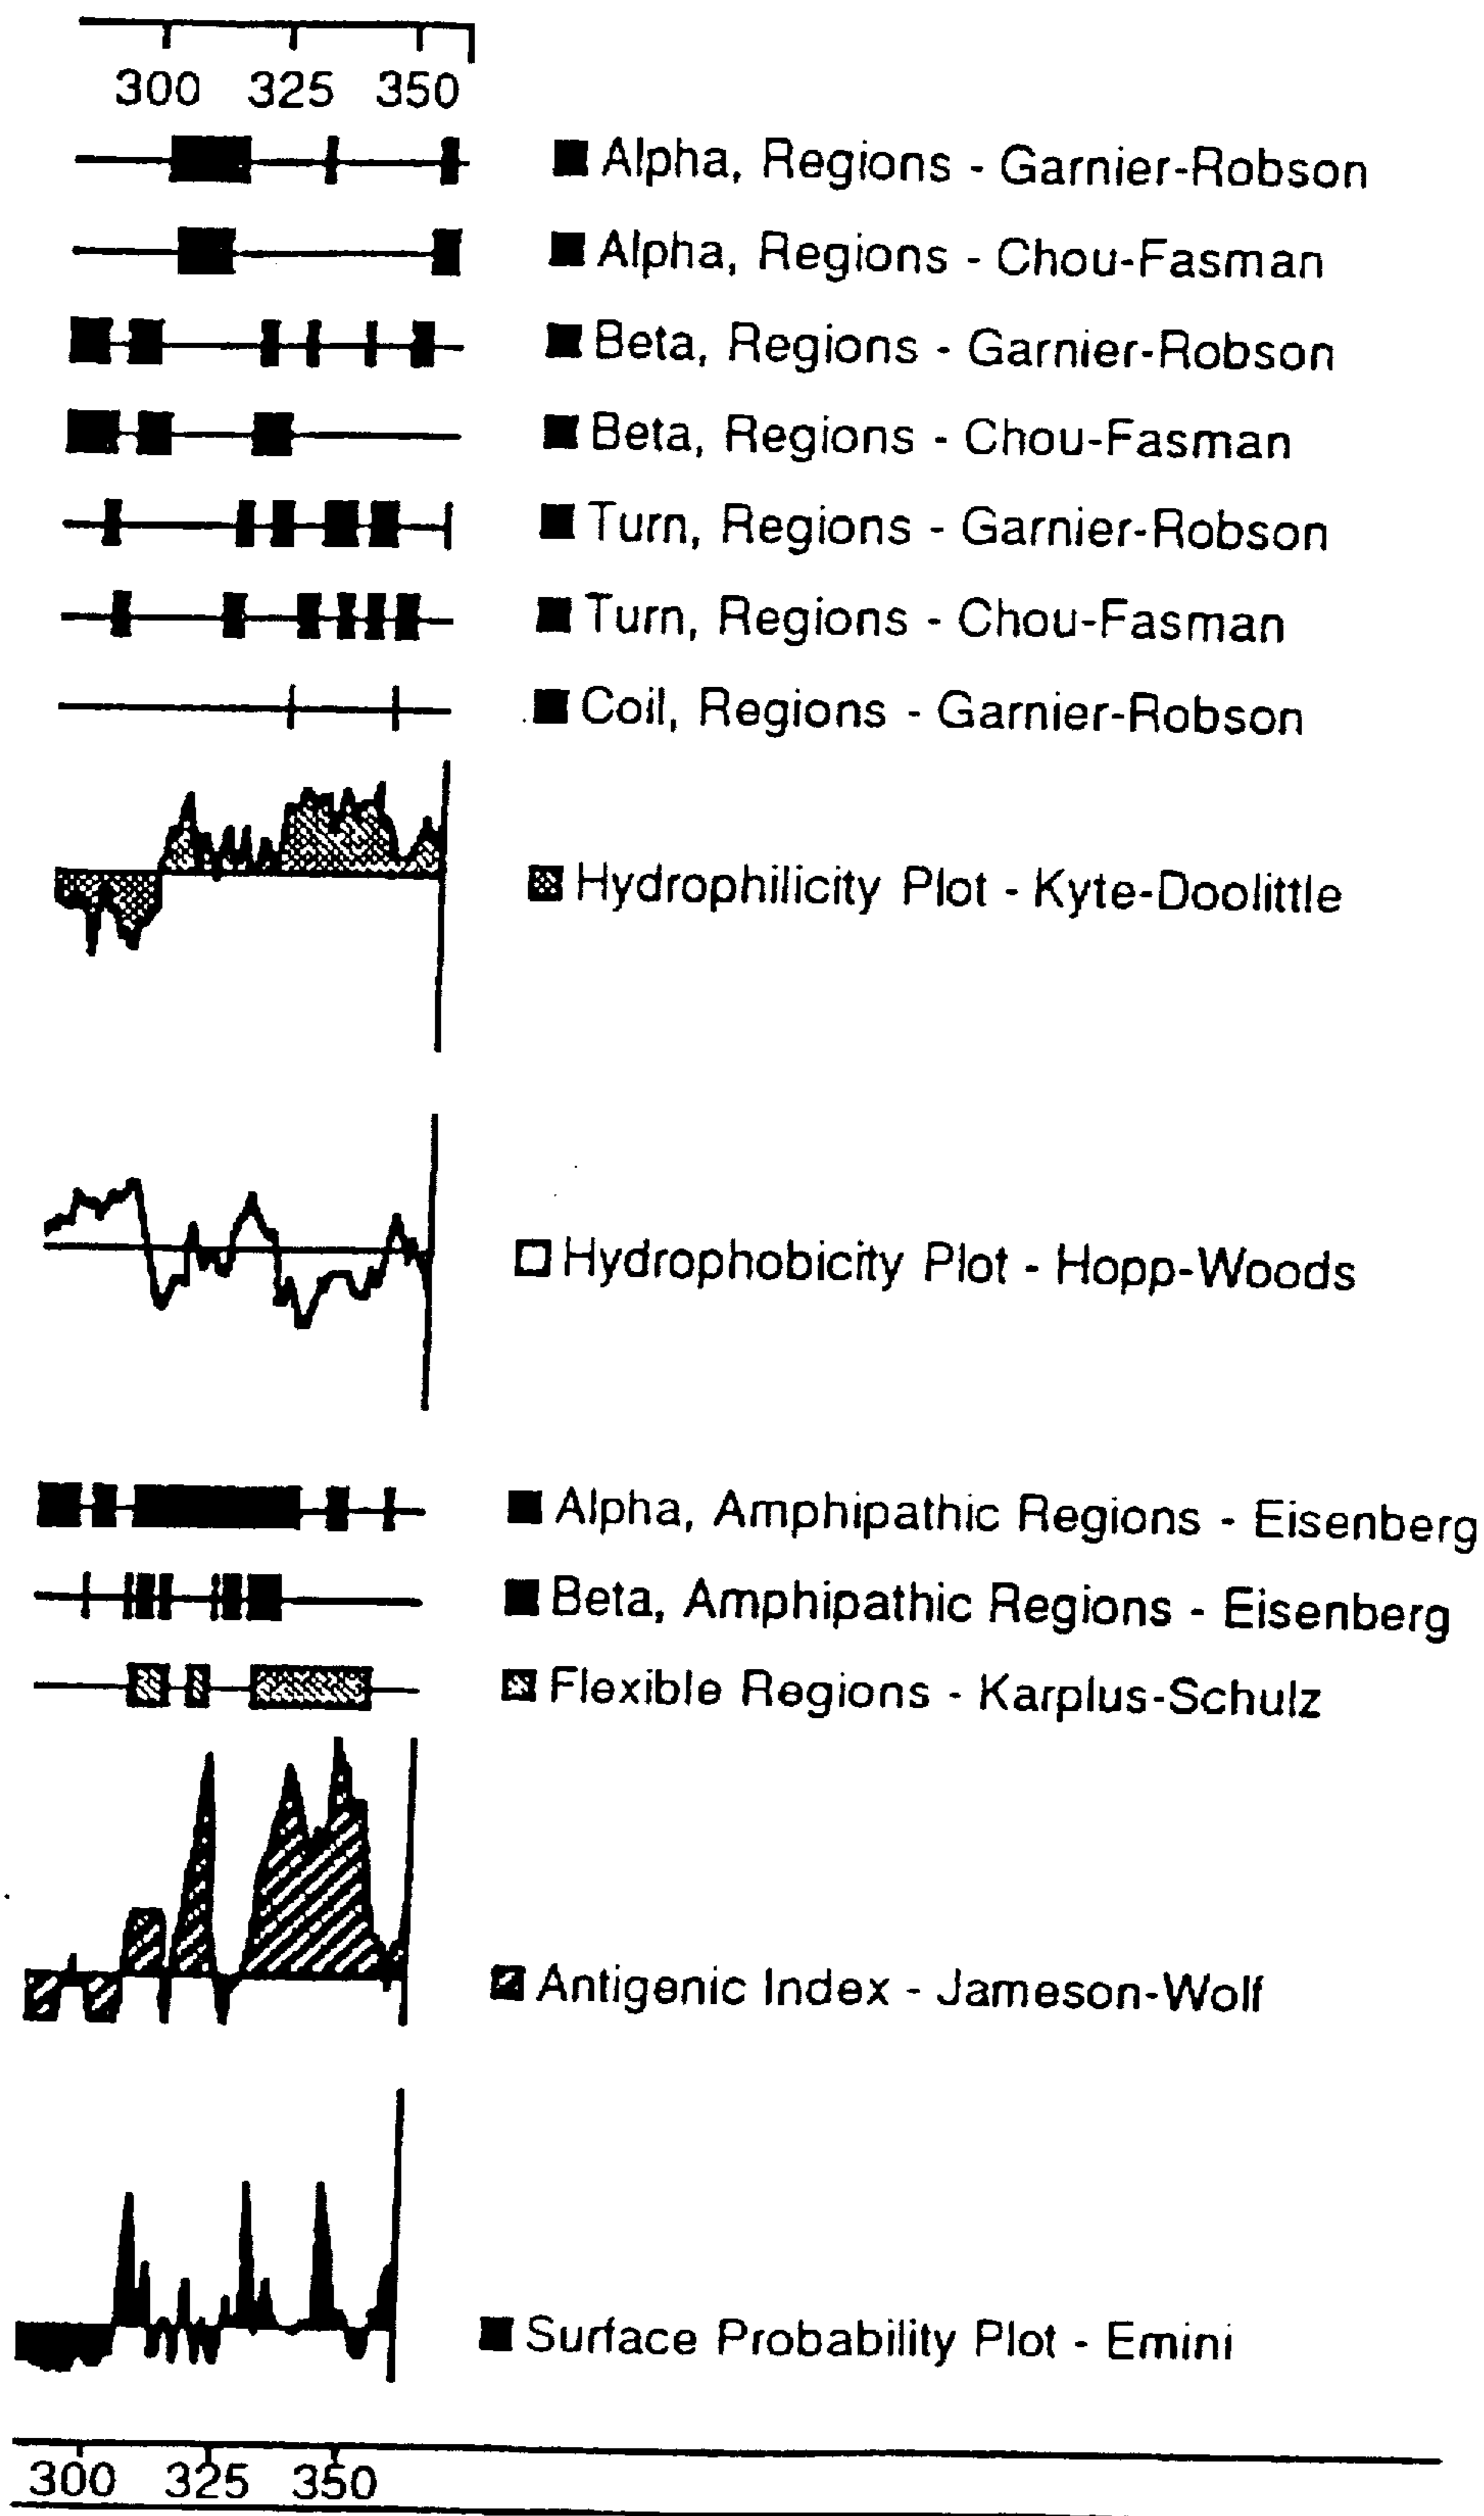 300 325 350
Alpha, Regions - Garnier-Robson
Alpha, Regions - Chou-Fasman
Beta, Regions - Garnier-Robson
Beta, Regions - Chou-Fasman
Turn, Regions - Garnier-Robson
Turn, Regions - Chou-Fasman
Coil, Regions - Garnier-Robson
Hydrophilicity Plot - Kyte-Doolittle
Hydrophobicity Plot - Hopp-Woods
Alpha, Amphipathic Regions - Eisenberg
Beta, Amphipathic Regions - Eisenberg
Flexible Regions - Karplus-Schulz
Antigenic Index - Jameson-Wolf
Surface Probability Plot - Emini
300 325 350